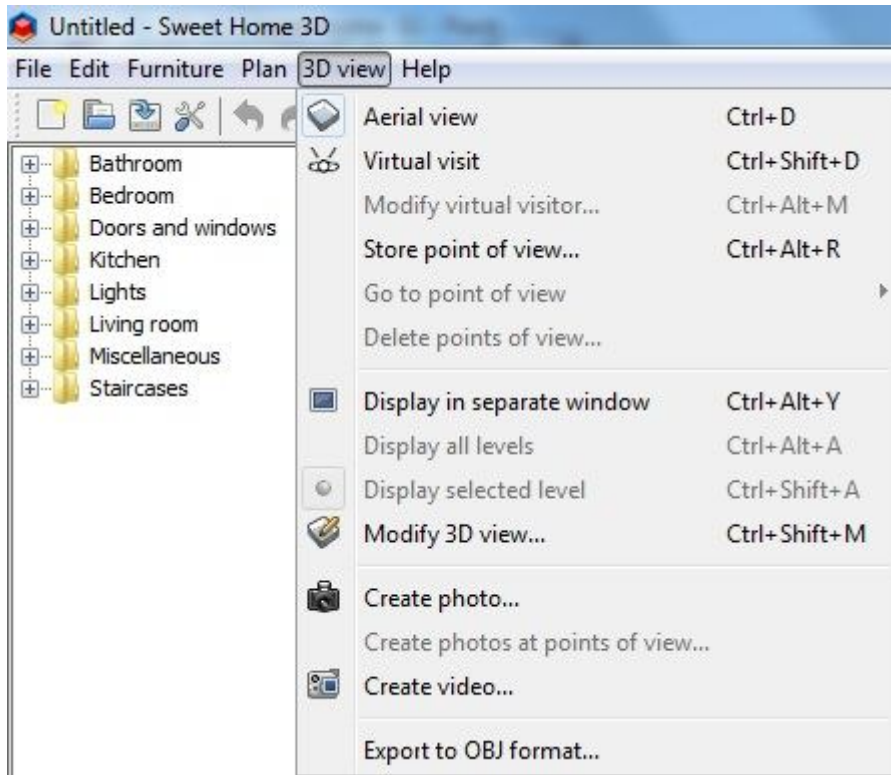 Untitled - Sweet Home 3D
File Edit Furniture Plan 3D view Help
Aerial view Ctrl+D
Virtual visit Ctrl+Shift+D
Modify virtual visitor... Ctrl+Alt+M
Store point of view... Ctrl+Alt+R
Go to point of view
Delete points of view...
Display in separate window Ctrl+Alt+Y
Display all levels Ctrl+Alt+A
Display selected level Ctrl+Shift+A
Modify 3D view... Ctrl+Shift+M
Create photo...
Create photos at points of view...
Create video...
Export to OBJ format...
Bathroom
Bedroom
Doors and windows
Kitchen
Lights
Living room
Miscellaneous
Staircases